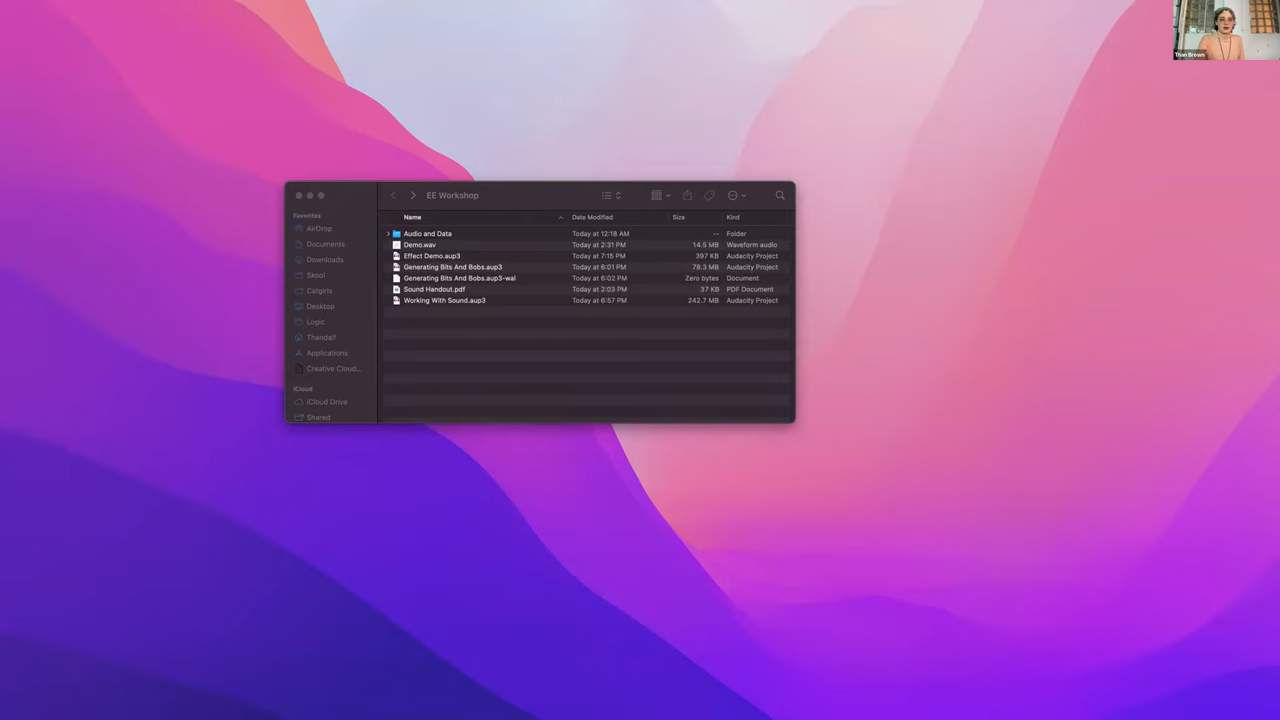 Than Brown
EE Workshop
Favorites
AirDrop
Documents
Downloads
Skool
Catgirls
Desktop
Logic
Thandalf
Applications
Creative Cloud...
iCloud
iCloud Drive
Shared
Name Date Modified Size Kind
Audio and Data Today at 12:18 AM -- Folder
Demo.wav Today at 2:31 PM 14.5 MB Waveform audio
Effect Demo.aup3 Today at 7:15 PM 397 KB Audacity Project
Generating Bits And Bobs.aup3 Today at 6:01 PM 78.3 MB Audacity Project
Generating Bits And Bobs.aup3-wal Today at 6:02 PM Zero bytes Document
Sound Handout.pdf Today at 2:03 PM 37 KB PDF Document
Working With Sound.aup3 Today at 6:57 PM 242.7 MB Audacity Project